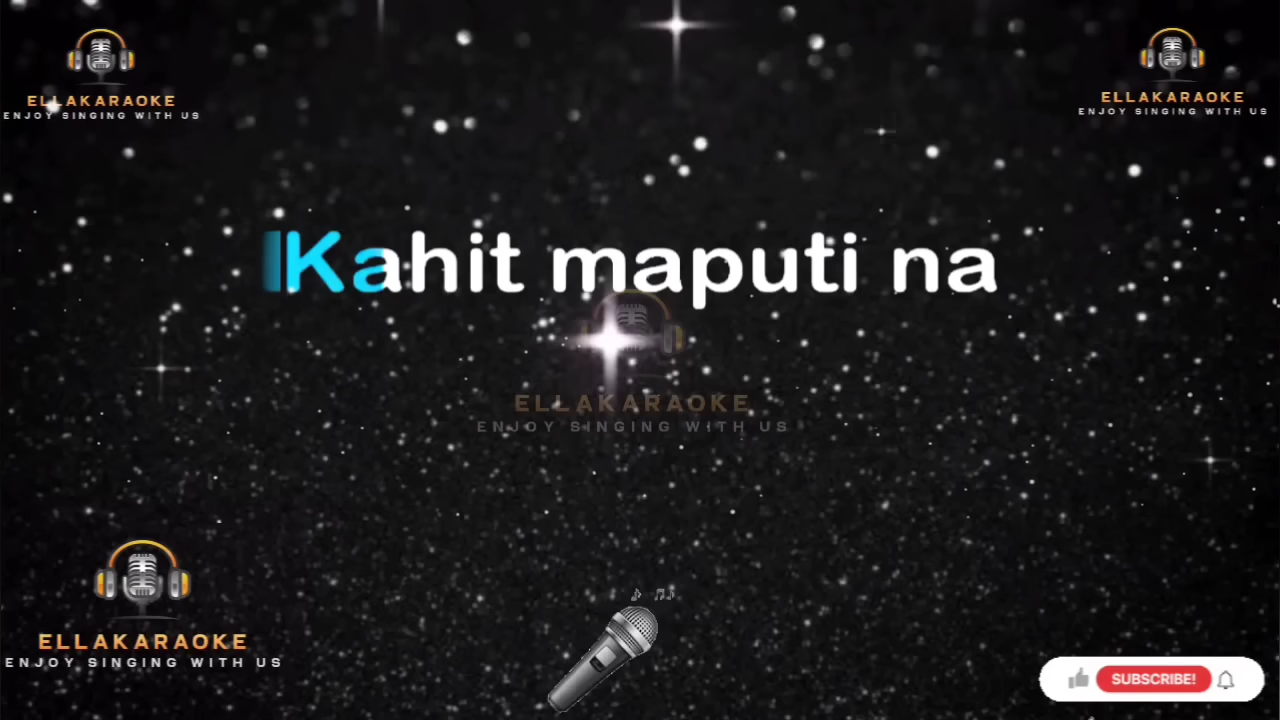 ELLAKARAOKE
ENJOY SINGING WITH US
ELLAKARAOKE
ENJOY SINGING WITH US
Kahit maputi na
ELLAKARAOKE
ENJOY SINGING WITH US
ELLAKARAOKE
ENJOY SINGING WITH US
SUBSCRIBE!